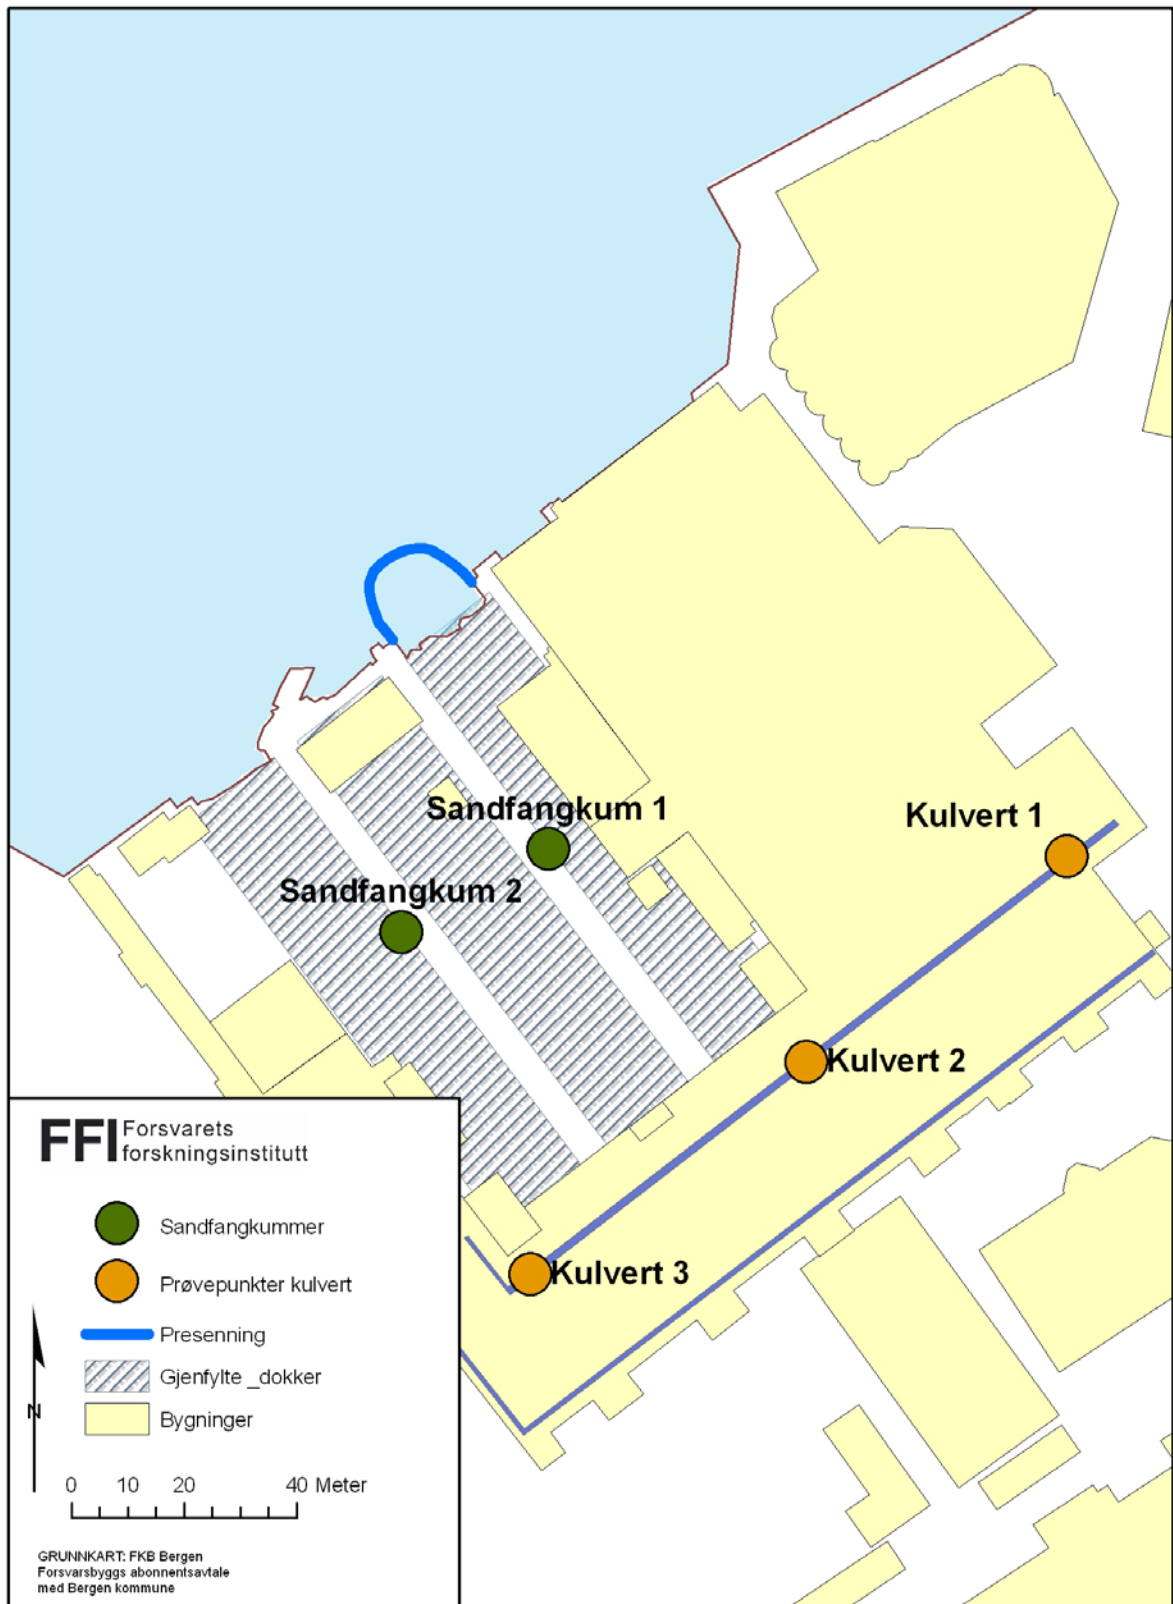 Sandfangkum 1
Kulvert 1
Sandfangkum 2
Kulvert 2
Kulvert 3
FFI Forsvarets
forskningsinstitutt
Sandfangkummer
Prøvepunkter kulvert
Presenning
Gjenfylte _dokker
Bygninger
N
0 10 20 40 Meter
GRUNNKART: FKB Bergen
Forsvarsbyggs abonnentsavtale
med Bergen kommune